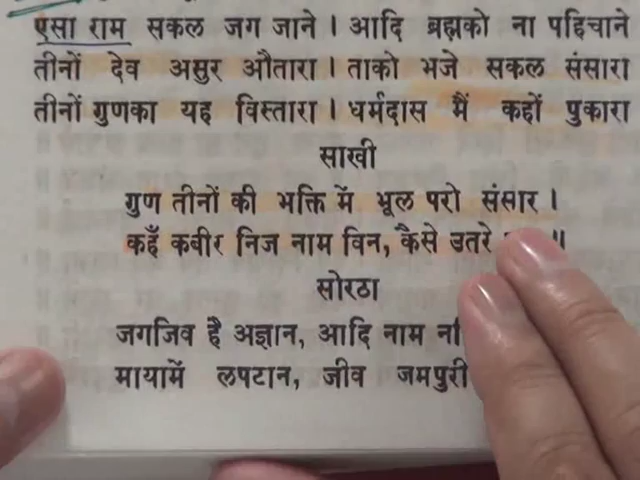 एसा राम सकल जग जाने । आदि ब्रह्मको ना पहिचाने
तीनों देव असुर औतारा । ताको भजे सकल संसारा
तीनों गुणका यह विस्तारा । धर्मदास मैं कहों पुकारा
साखी
गुण तीनों की भक्ति में भूल परो संसार ।
कहँ कबीर निज नाम विन, कैसे उतरे ॥
सोरठा
जगजिव है अज्ञान, आदि नाम
मायामें लपटान, जीव जमपुरी